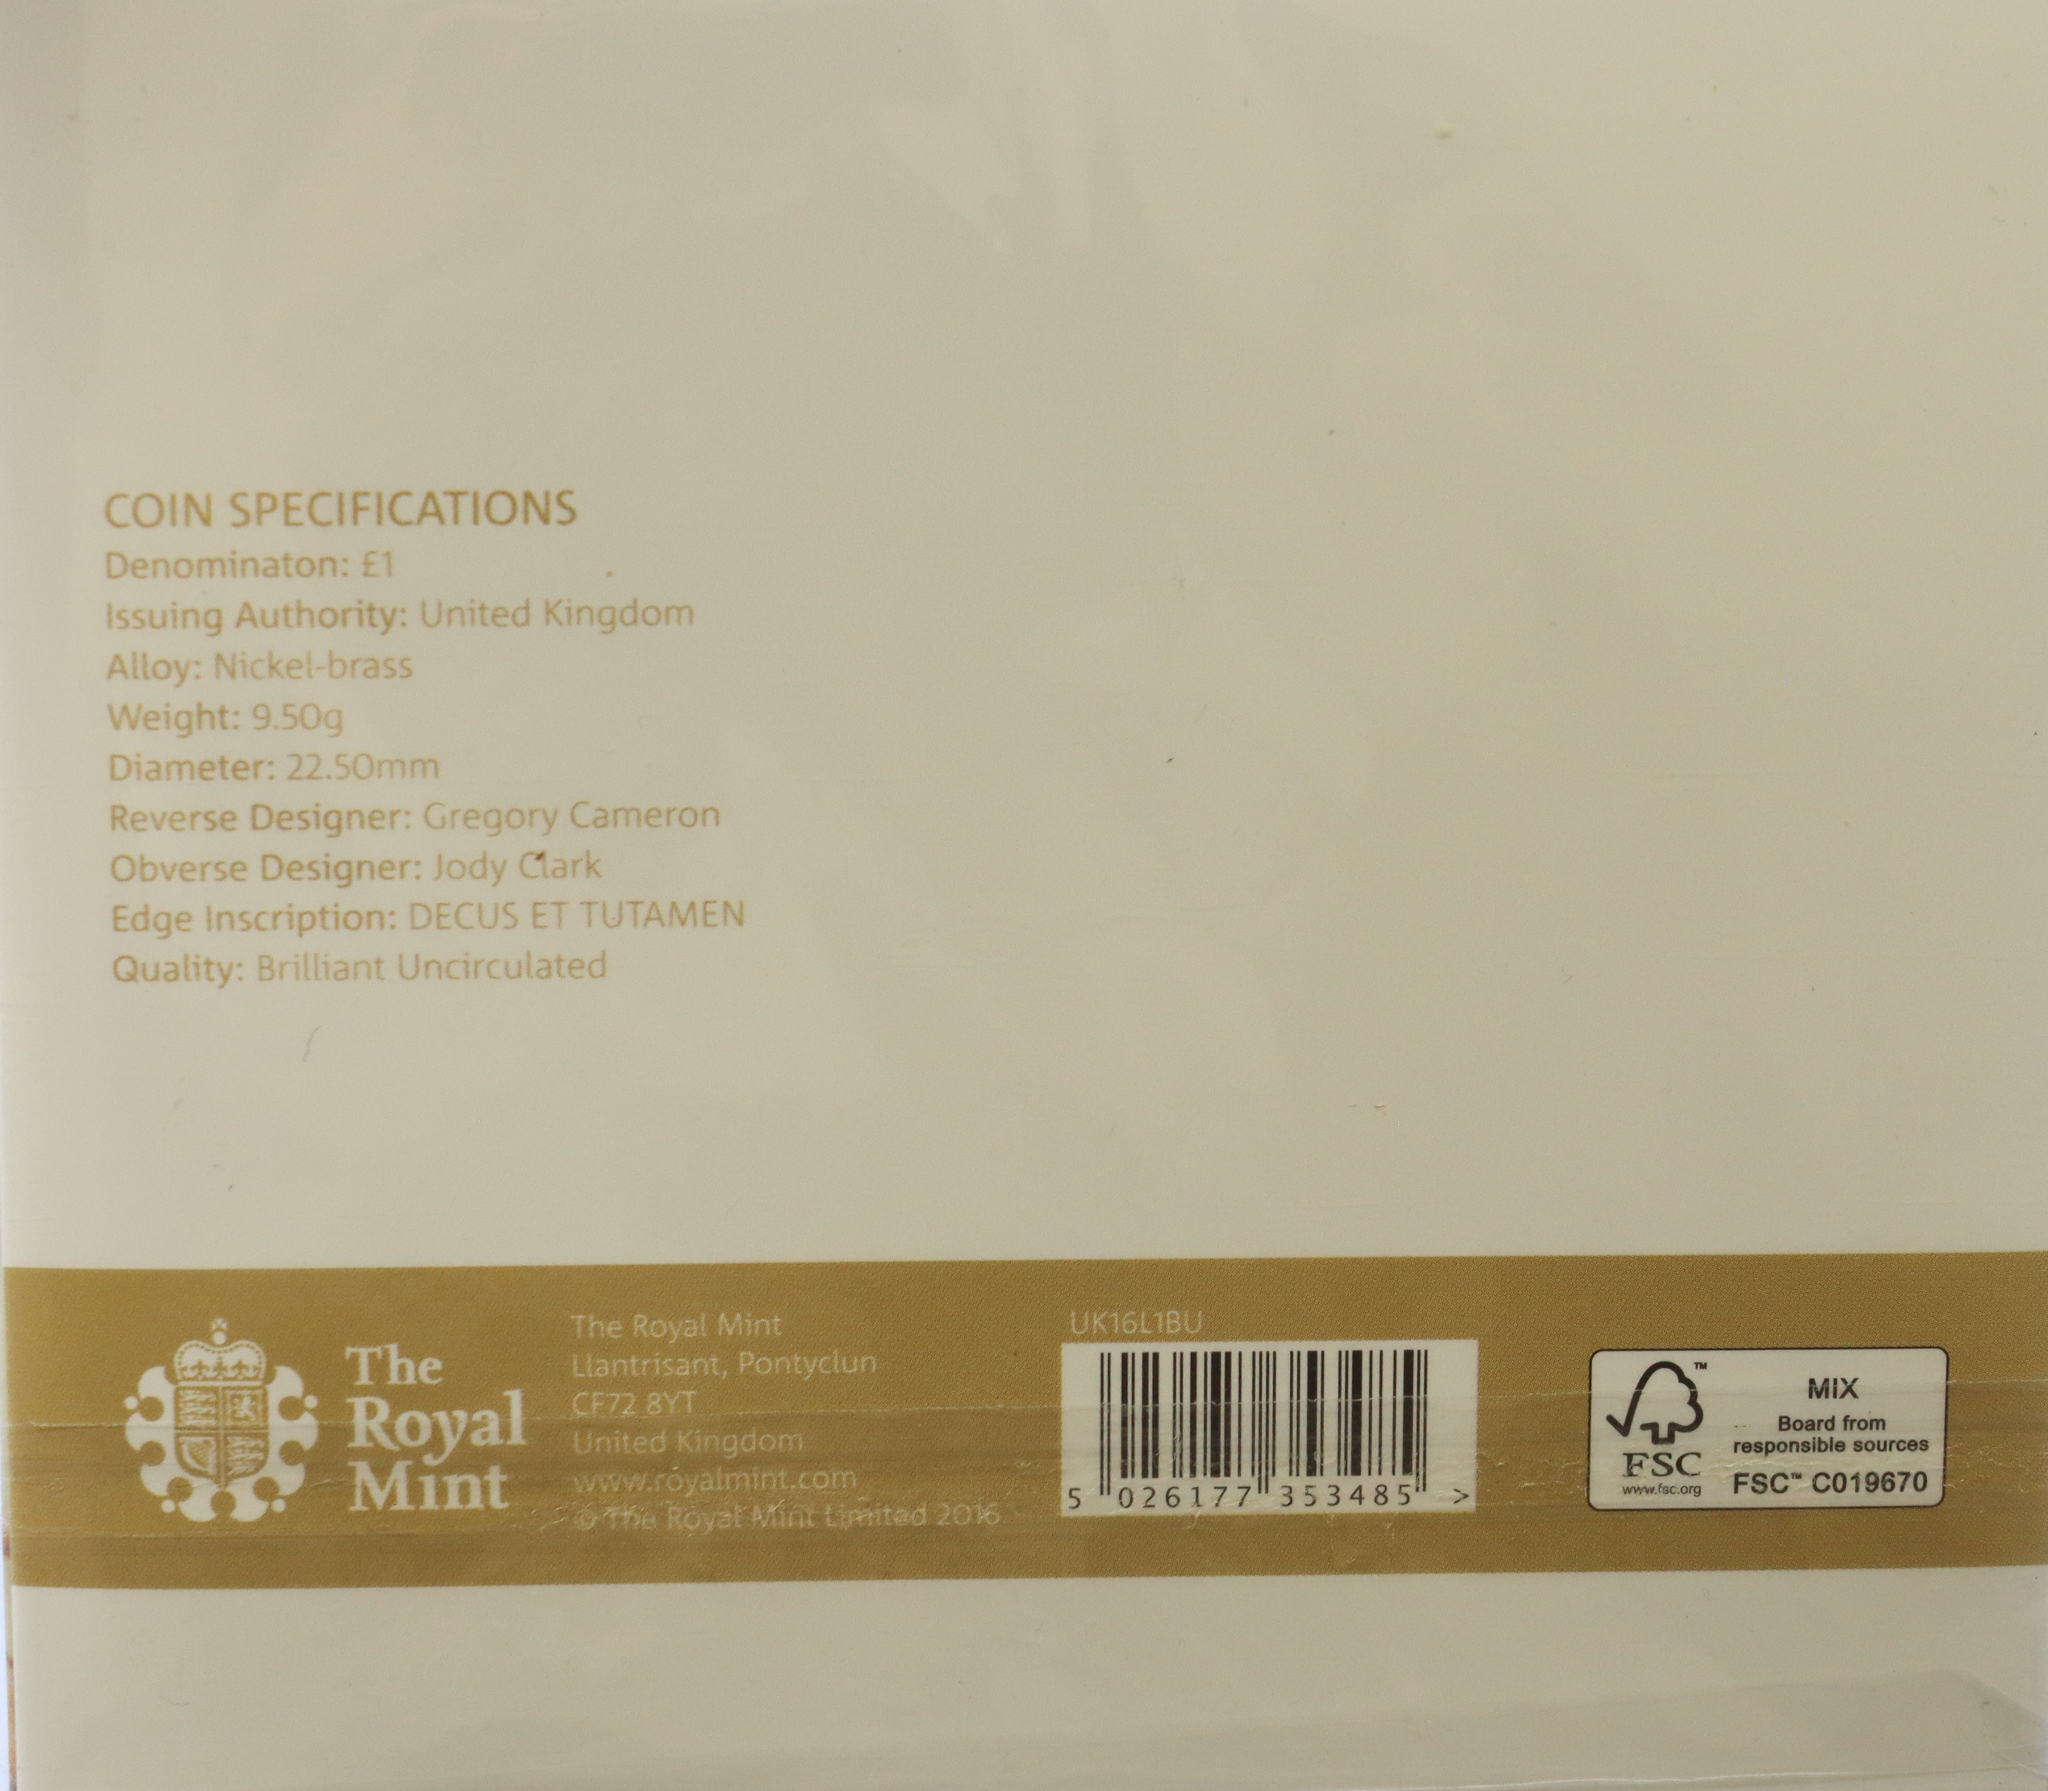 COIN SPECIFICATIONS
Denominaton: £1
Issuing Authority: United Kingdom
Alloy: Nickel-brass
Weight: 9.50g
Diameter: 22.50mm
Reverse Designer: Gregory Cameron
Obverse Designer: Jody Clark
Edge Inscription: DECUS ET TUTAMEN
Quality: Brilliant Uncirculated
The
Royal
Mint
The Royal Mint
Llantrisant, Pontyclun
CF72 8YT
United Kingdom
www.royalmint.com
© The Royal Mint Limited 2016
UK16L1BU
5 026177 353485 >
FSC
www.fsc.org
MIX
Board from
responsible sources
FSC™ C019670